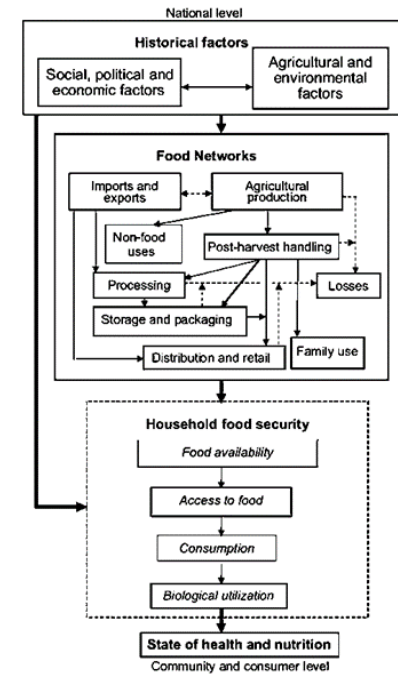 National level
Historical factors
Social, political and
economic factors
Agricultural and
environmental
factors
Food Networks
Imports and
exports
Agricultural
production
Non-food
uses
Post-harvest handling
Processing
Losses
Storage and packaging
Distribution and retail
Family use
Household food security
Food availability
Access to food
Consumption
Biological utilization
State of health and nutrition
Community and consumer level